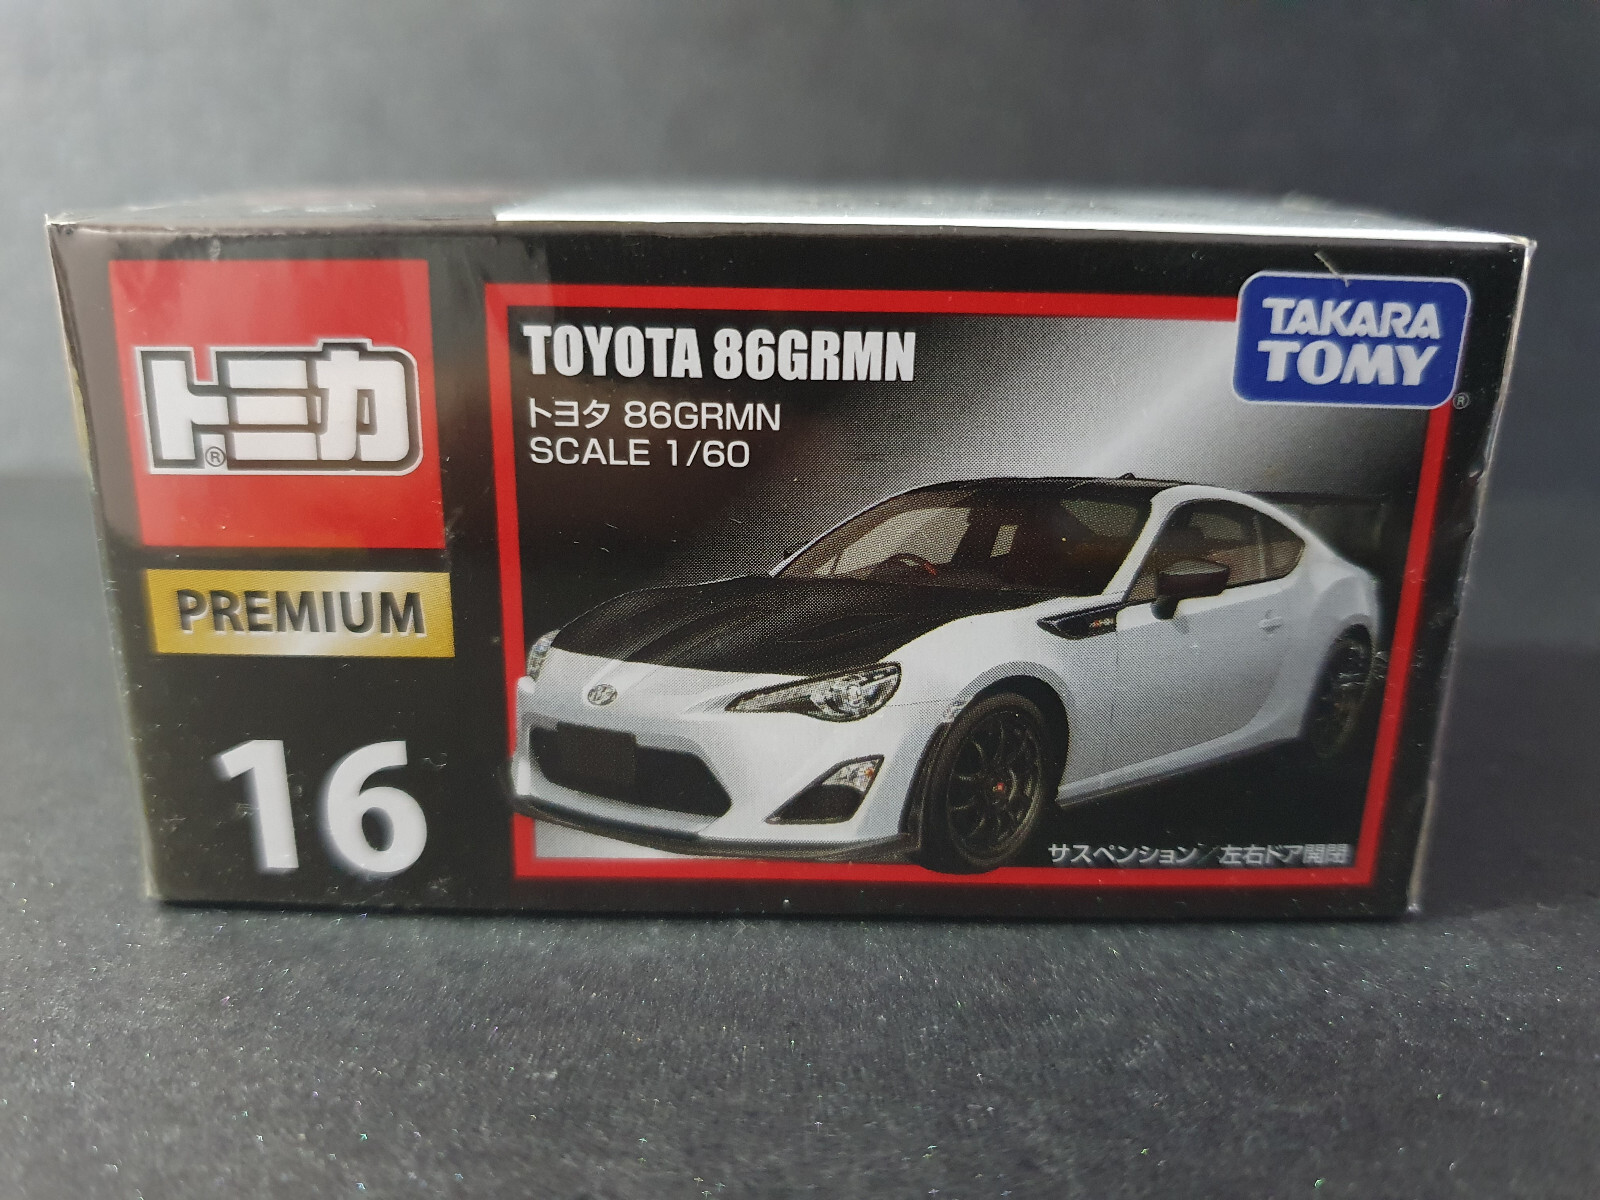 トミカ
®
PREMIUM
16
TOYOTA 86GRMN
トヨタ 86GRMN
SCALE 1/60
TAKARA
TOMY
®
サスペンション/左右ドア開閉